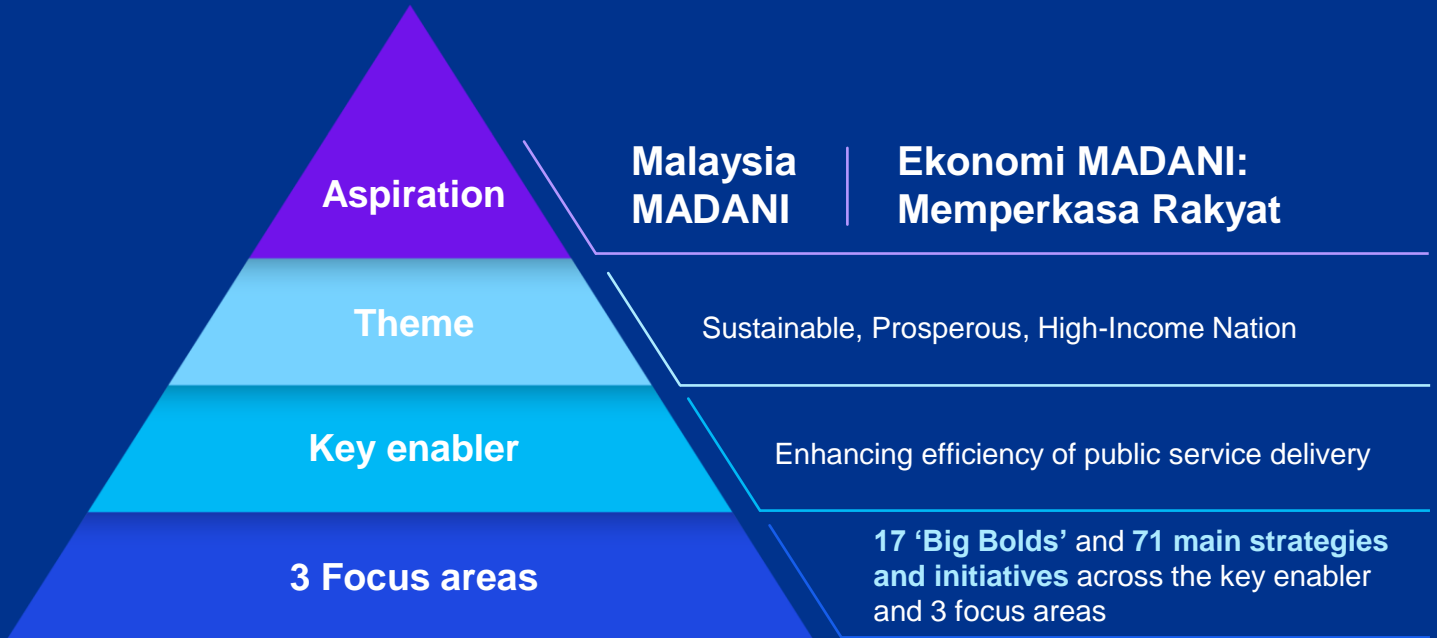 Aspiration
Malaysia
MADANI
Ekonomi MADANI:
Memperkasa Rakyat
Theme
Sustainable, Prosperous, High-Income Nation
Key enabler
Enhancing efficiency of public service delivery
3 Focus areas
17 ‘Big Bolds’ and 71 main strategies
and initiatives across the key enabler
and 3 focus areas